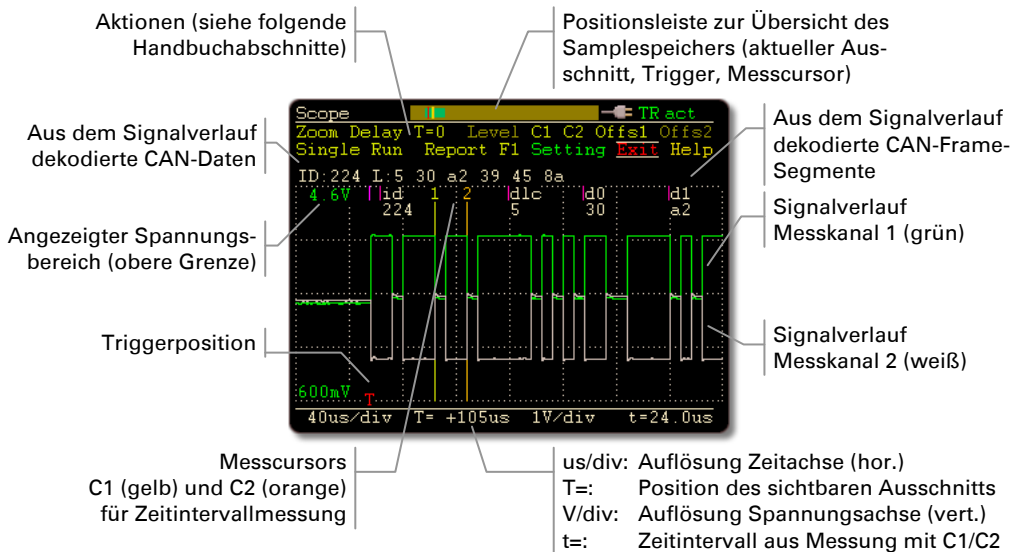 Aktionen (siehe folgende
Handbuchabschnitte)
Positionsleiste zur Übersicht des
Samplespeichers (aktueller Aus-
schnitt, Trigger, Messcursor)
Aus dem Signalverlauf
dekodierte CAN-Daten
Angezeigter Spannungs-
bereich (obere Grenze)
Triggerposition
Scope TR act
Zoom Delay T=0 Level C1 C2 Offs1 Offs2
Single Run Report F1 Setting Exit Help
ID:224 L:5 30 a2 39 45 8a
4.6V id 1 2 dlc d0 d1
224 5 30 a2
600mV T
40us/div T= +105us 1V/div t=24.0us
Aus dem Signalverlauf
dekodierte CAN-Frame-
Segmente
Signalverlauf
Messkanal 1 (grün)
Signalverlauf
Messkanal 2 (weiß)
Messcursors
C1 (gelb) und C2 (orange)
für Zeitintervallmessung
us/div: Auflösung Zeitachse (hor.)
T=: Position des sichtbaren Ausschnitts
V/div: Auflösung Spannungsachse (vert.)
t=: Zeitintervall aus Messung mit C1/C2